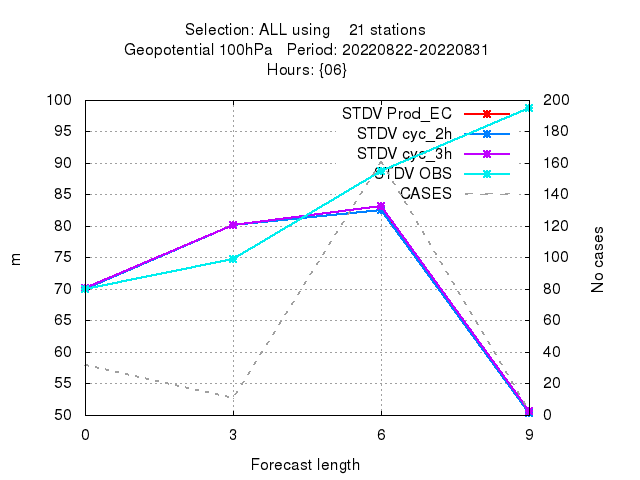 Selection: ALL using    21 stations
Geopotential 100hPa   Period: 20220822-20220831
Hours: {06}
100
95
90
85
80
75
70
65
60
55
50
200
180
160
140
120
100
80
60
40
20
0
STDV Prod_EC
STDV cyc_2h
STDV cyc_3h
STDV OBS
CASES
m
No cases
0 3 6 9
Forecast length